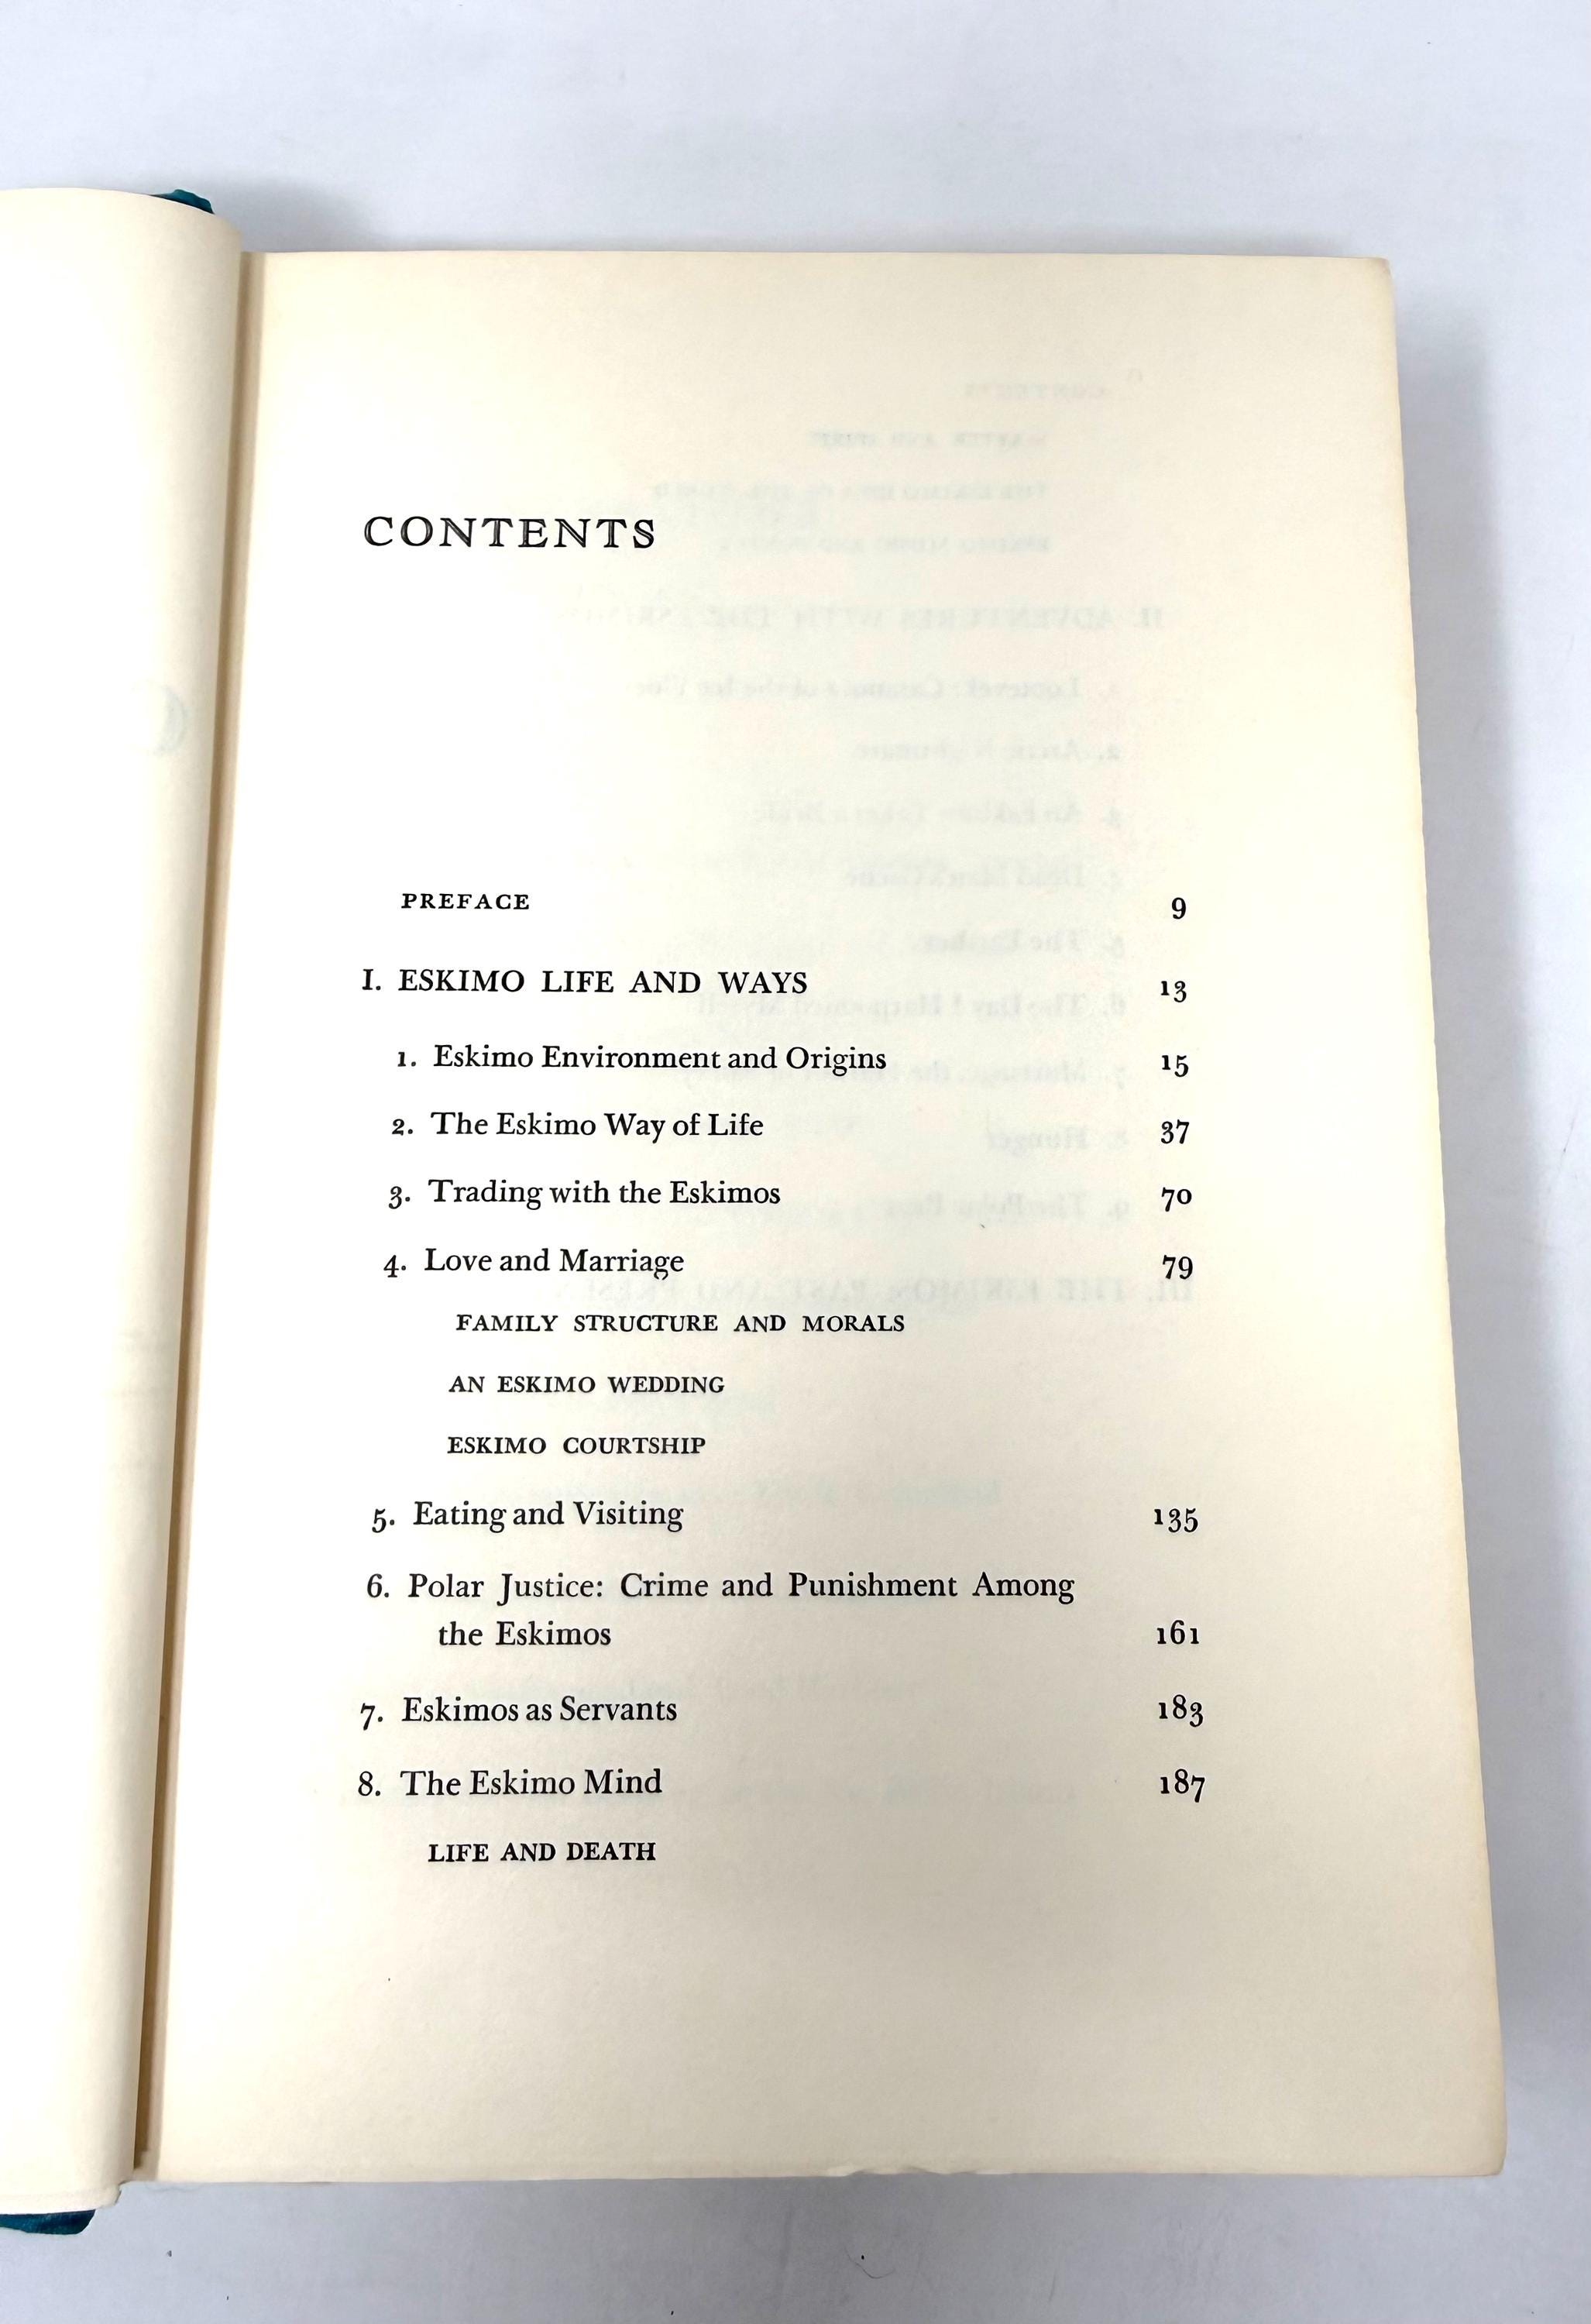 CONTENTS
PREFACE 9
I. ESKIMO LIFE AND WAYS 13
1. Eskimo Environment and Origins 15
2. The Eskimo Way of Life 37
3. Trading with the Eskimos 70
4. Love and Marriage 79
FAMILY STRUCTURE AND MORALS
AN ESKIMO WEDDING
ESKIMO COURTSHIP
5. Eating and Visiting 135
6. Polar Justice: Crime and Punishment Among
the Eskimos 161
7. Eskimos as Servants 183
8. The Eskimo Mind 187
LIFE AND DEATH